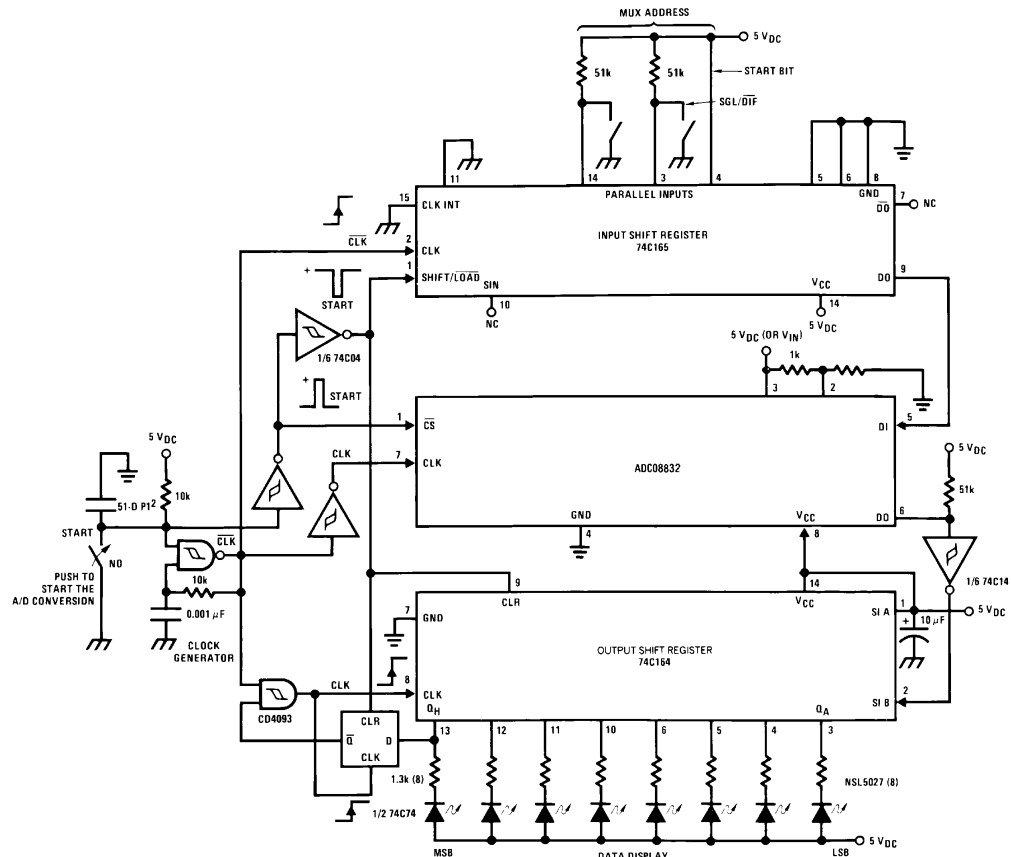 MUX ADDRESS
5 VDC
51k
51k
START BIT
SGL/DIF
11
14
3
4
5
6
8
15
CLK INT
PARALLEL INPUTS
GND
7
DO
NC
CLK
2
CLK
INPUT SHIFT REGISTER
74C165
1
SHIFT/LOAD
DO
9
+
START
SIN
VCC
10
NC
14
5 VDC
1/6 74C04
5 VDC (OR VIN)
1k
+
START
3
2
1
CS
DI
5
CLK
7
CLK
ADC08832
5 VDC
5 VDC
10k
51-D P1²
51k
GND
4
VCC
8
DO
6
START
CLK
NO
PUSH TO
START THE
A/D CONVERSION
10k
0.001 µF
CLOCK
GENERATOR
1/6 74C14
9
CLR
14
VCC
7
GND
SI A
1
5 VDC
+
10 µF
OUTPUT SHIFT REGISTER
74C164
CLK
8
CLK
SI B
2
QH
QA
CD4093
CLR
Q
D
CLK
13
12
11
10
6
5
4
3
1.3k (8)
NSL5027 (8)
1/2 74C74
5 VDC
MSB
DATA DISPLAY
LSB